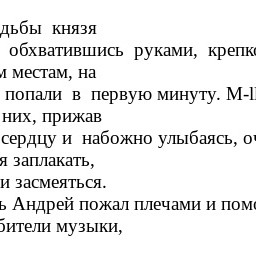 дьбы князя
обхватившись руками, крепко
м местам, на
попали в первую минуту. M-ll
них, прижав
сердцу и набожно улыбаясь, оч
я заплакать,
и засмеяться.
ь Андрей пожал плечами и помо
бители музыки,